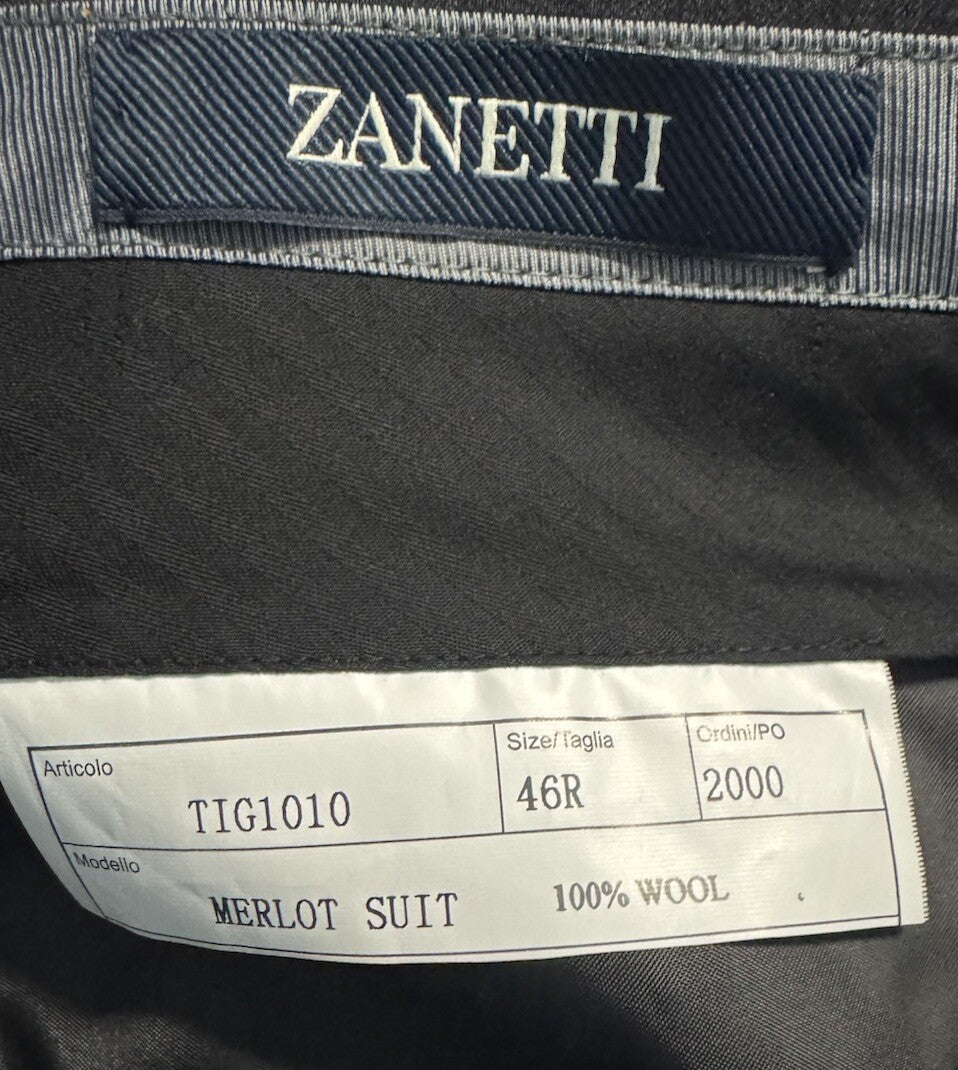 ZANETTI
Articolo
Size/Taglia
Ordini/PO
TIG1010
46R
2000
Modello
MERLOT SUIT
100% WOOL